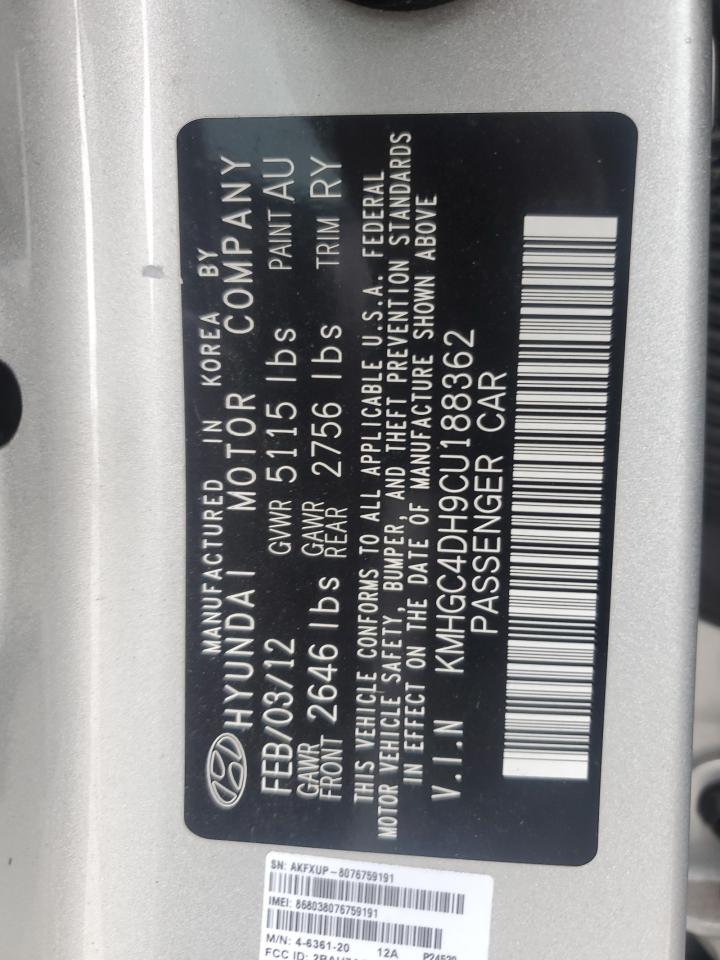 MANUFACTURED IN KOREA BY
HYUNDAI MOTOR COMPANY
FEB/03/12 GVWR 5115 lbs PAINT AU
GAWR FRONT 2646 lbs GAWR REAR 2756 lbs TRIM RY
THIS VEHICLE CONFORMS TO ALL APPLICABLE U.S.A. FEDERAL
MOTOR VEHICLE SAFETY, BUMPER, AND THEFT PREVENTION STANDARDS
IN EFFECT ON THE DATE OF MANUFACTURE SHOWN ABOVE
V.I.N KMHGC4DH9CU188362
PASSENGER CAR
SN: AKFXUP-8076759191
IMEI: 868038076759191
M/N: 4-6361-20 12A P24520
FCC ID: